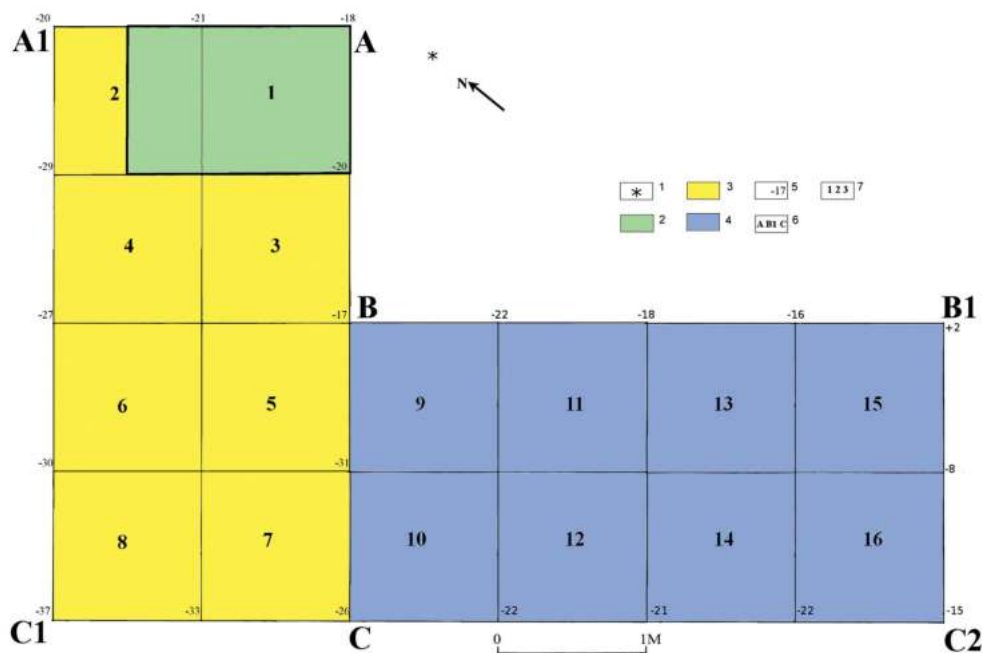 -20 -21 -18
A1 A
*
N
2 1
-29 -20
* 1 3 -17 5 1 2 3 7
2 4 A B1 C 6
4 3
B B1
-27 -17 -22 -18 -16 +2
6 5 9 11 13 15
-30 -31 -8
8 7 10 12 14 16
-37 -33 -26 -22 -21 -22 -15
C1 C C2
0 1M